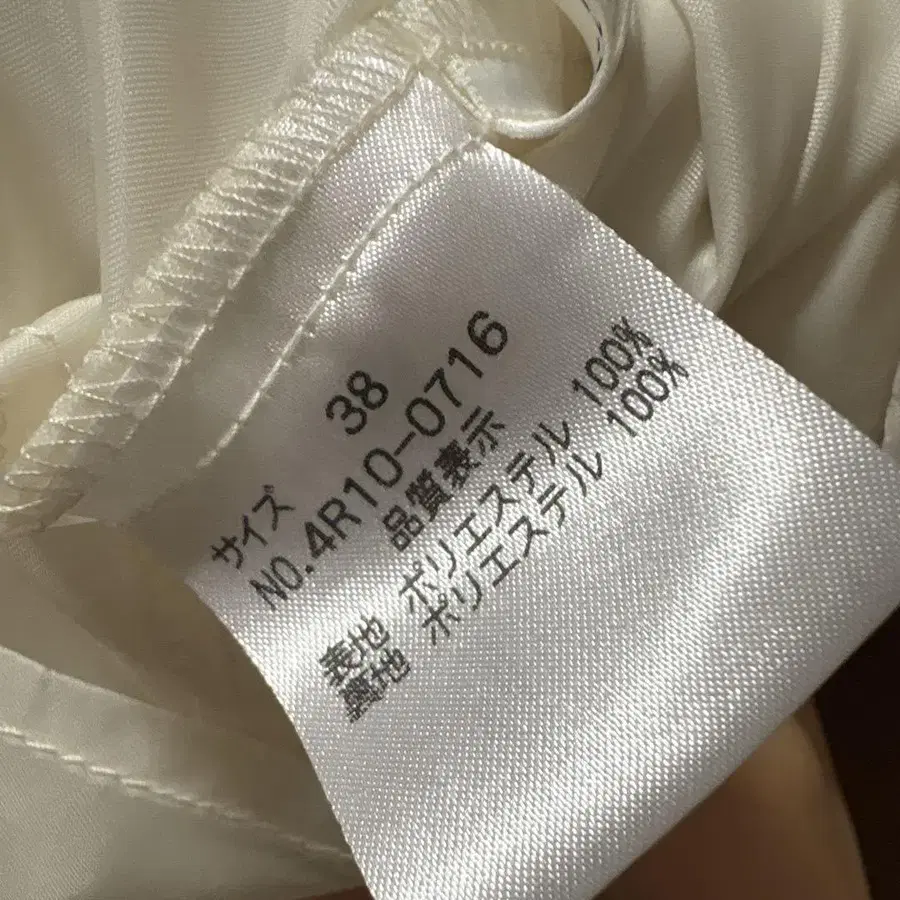 サイズ 38
NO.4R10-0716
品質表示
表地 ポリエステル 100%
裏地 ポリエステル 100%